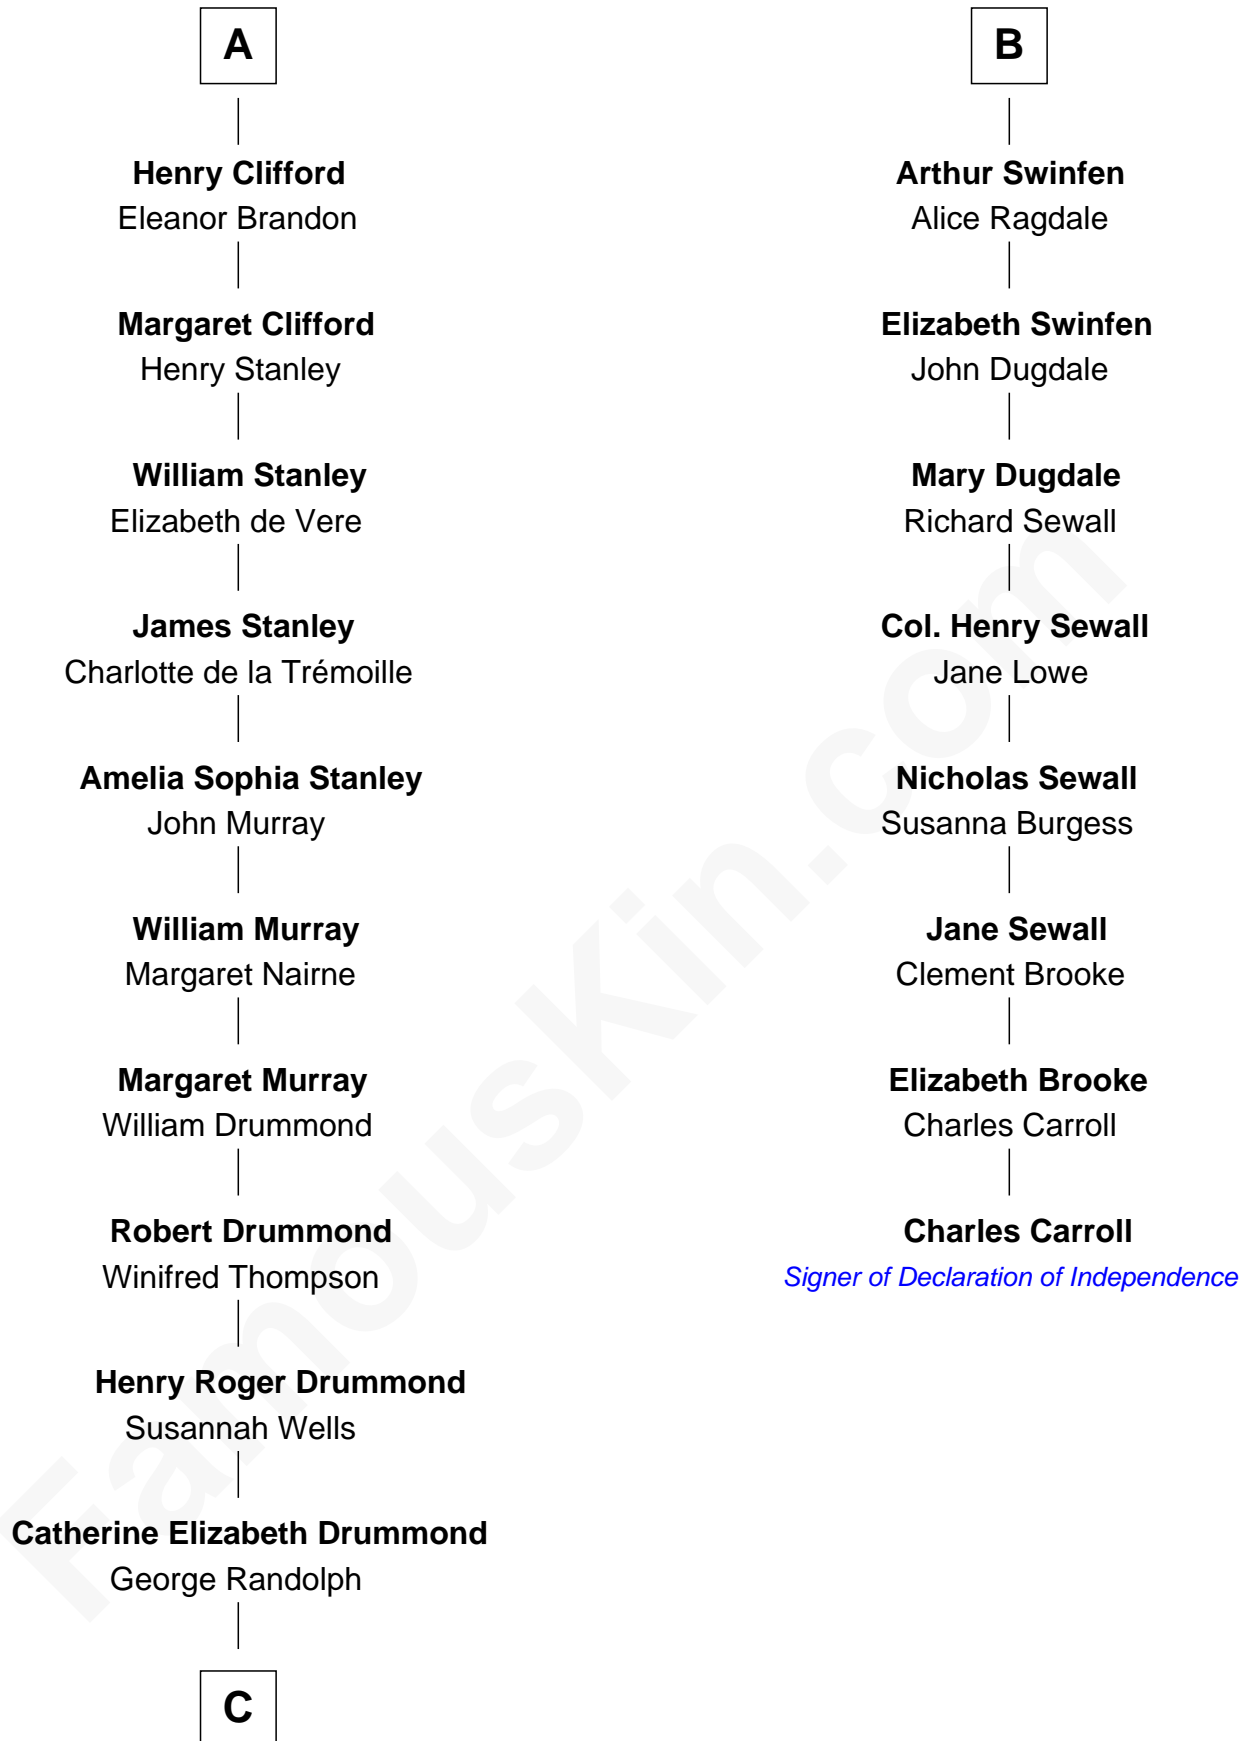 A
Henry Clifford
Eleanor Brandon
Margaret Clifford
Henry Stanley
William Stanley
Elizabeth de Vere
James Stanley
Charlotte de la Trémoille
Amelia Sophia Stanley
John Murray
William Murray
Margaret Nairne
Margaret Murray
William Drummond
Robert Drummond
Winifred Thompson
Henry Roger Drummond
Susannah Wells
Catherine Elizabeth Drummond
George Randolph
C
B
Arthur Swinfen
Alice Ragdale
Elizabeth Swinfen
John Dugdale
Mary Dugdale
Richard Sewall
Col. Henry Sewall
Jane Lowe
Nicholas Sewall
Susanna Burgess
Jane Sewall
Clement Brooke
Elizabeth Brooke
Charles Carroll
Charles Carroll
Signer of Declaration of Independence
FamousKin.com